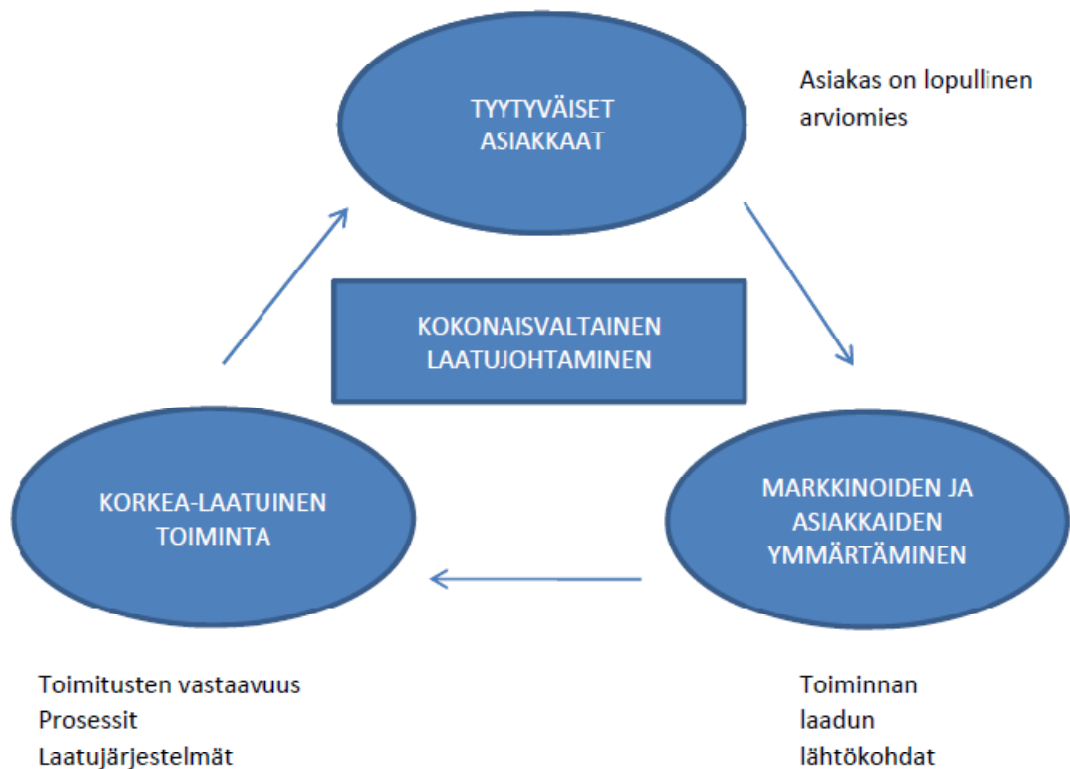 TYYTYVÄISET
ASIAKKAAT
Asiakas on lopullinen
arviomies
KOKONAISVALTAINEN
LAATUJOHTAMINEN
KORKEA-LAATUINEN
TOIMINTA
MARKKINOIDEN JA
ASIAKKAIDEN
YMMÄRTÄMINEN
Toimitusten vastaavuus
Prosessit
Laatujärjestelmät
Toiminnan
laadun
lähtökohdat